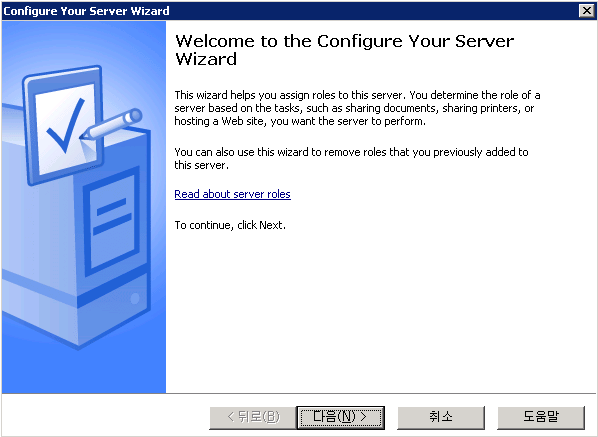 Configure Your Server Wizard
Welcome to the Configure Your Server
Wizard
This wizard helps you assign roles to this server. You determine the role of a
server based on the tasks, such as sharing documents, sharing printers, or
hosting a Web site, you want the server to perform.
You can also use this wizard to remove roles that you previously added to
this server.
Read about server roles
To continue, click Next.
< 뒤로(B)
다음(N) >
취소
도움말